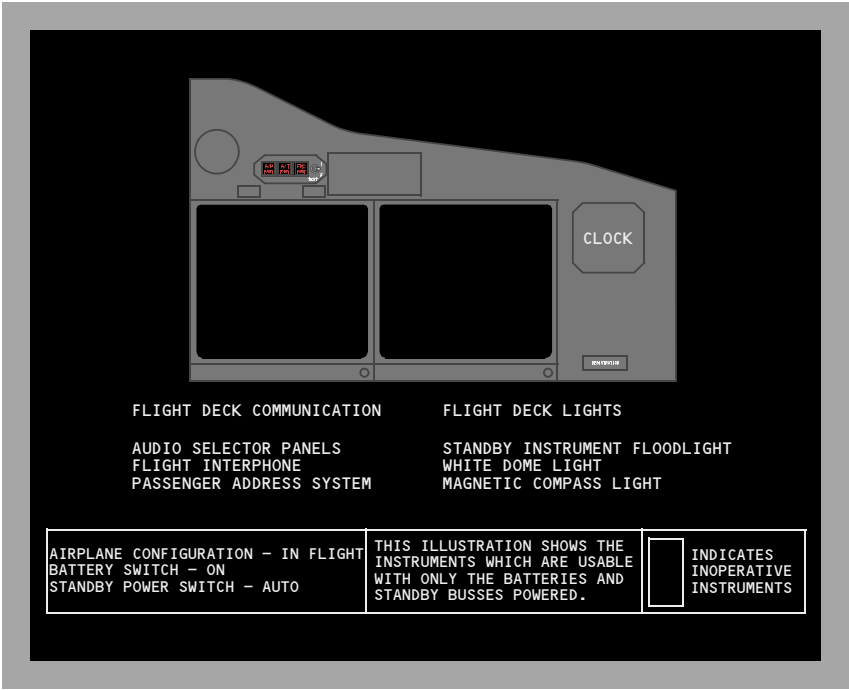 CLOCK
FLIGHT DECK COMMUNICATION
AUDIO SELECTOR PANELS
FLIGHT INTERPHONE
PASSENGER ADDRESS SYSTEM
FLIGHT DECK LIGHTS
STANDBY INSTRUMENT FLOODLIGHT
WHITE DOME LIGHT
MAGNETIC COMPASS LIGHT
AIRPLANE CONFIGURATION – IN FLIGHT
BATTERY SWITCH – ON
STANDBY POWER SWITCH – AUTO
THIS ILLUSTRATION SHOWS THE
INSTRUMENTS WHICH ARE USABLE
WITH ONLY THE BATTERIES AND
STANDBY BUSSES POWERED.
INDICATES
INOPERATIVE
INSTRUMENTS